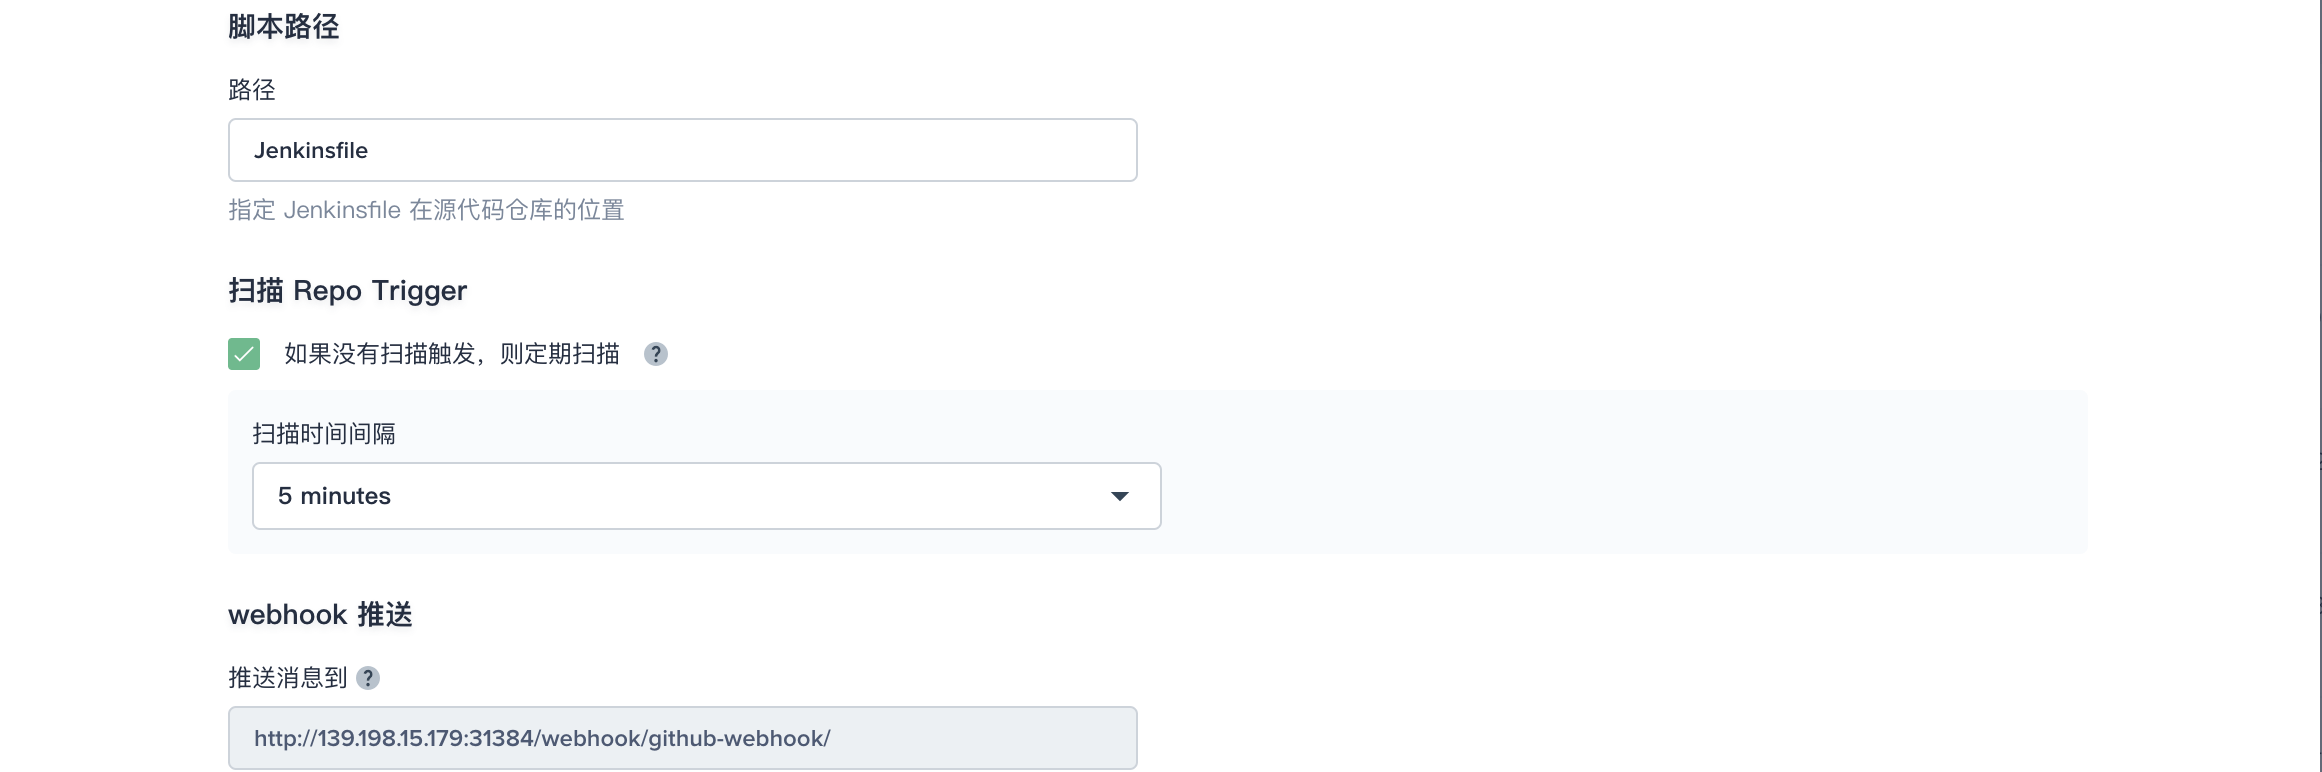 脚本路径
路径
Jenkinsfile
指定 Jenkinsfile 在源代码仓库的位置
扫描 Repo Trigger
如果没有扫描触发，则定期扫描 ?
扫描时间间隔
5 minutes
webhook 推送
推送消息到 ?
http://139.198.15.179:31384/webhook/github-webhook/